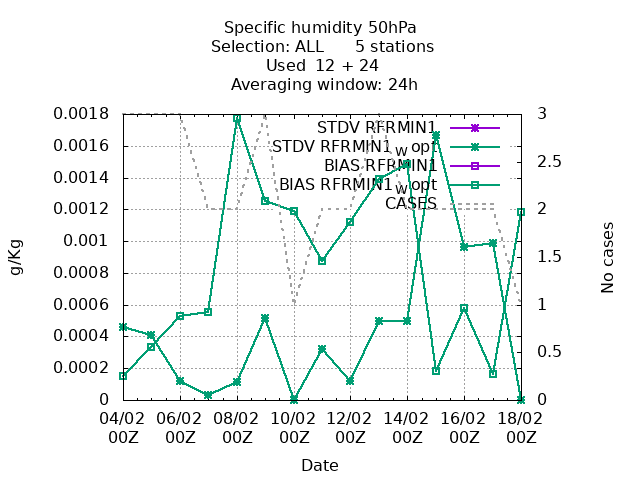 Specific humidity 50hPa
Selection: ALL 5 stations
Used 12 + 24
Averaging window: 24h
0.0018
0.0016
0.0014
0.0012
0.001
0.0008
0.0006
0.0004
0.0002
0
3
2.5
2
1.5
1
0.5
0
STDV RFRMIN1
STDV RFRMIN1_w_opt
BIAS RFRMIN1
BIAS RFRMIN1_w_opt
CASES
g/Kg
No cases
04/02 06/02 08/02 10/02 12/02 14/02 16/02 18/02
00Z 00Z 00Z 00Z 00Z 00Z 00Z 00Z
Date